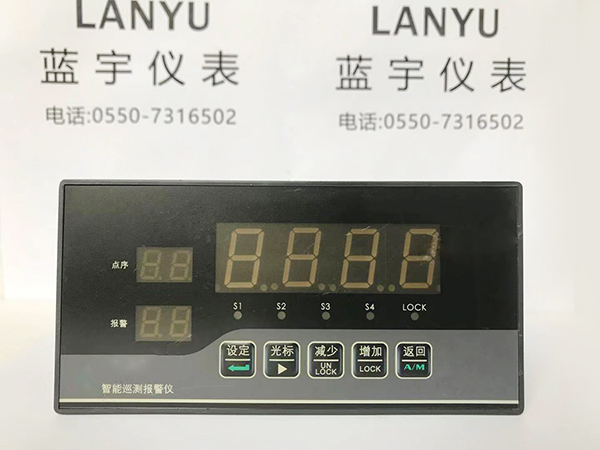 LANYU LANYU
蓝宇仪表 蓝宇仪表
电话:0550-7316502 电话:0550-7316502
点序
报警
S1 S2 S3 S4 LOCK
设定 光标 减少 增加 返回
UN LOCK LOCK A/M
智能巡测报警仪